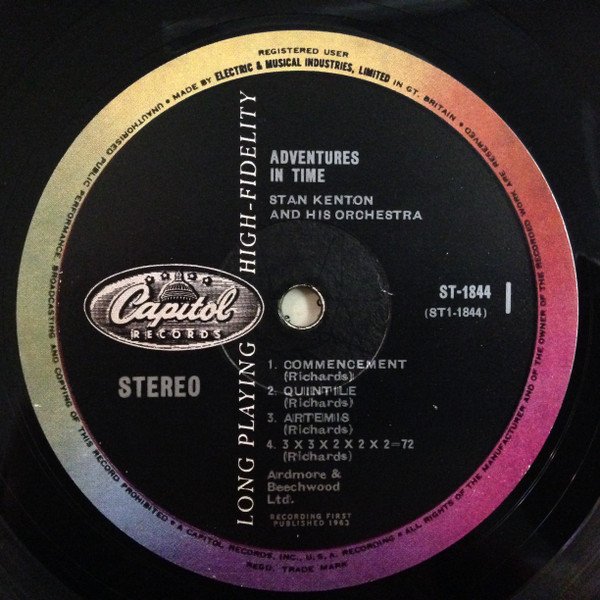 REGISTERED USER
UNAUTHORISED PUBLIC PERFORMANCE, BROADCASTING AND COPYING OF THIS RECORD PROHIBITED • MADE BY ELECTRIC & MUSICAL INDUSTRIES, LIMITED IN GT. BRITAIN • ALL RIGHTS OF THE MANUFACTURER AND OF THE OWNER OF THE RECORDED WORK ARE RESERVED
LONG PLAYING HIGH-FIDELITY
ADVENTURES
IN TIME
STAN KENTON
AND HIS ORCHESTRA
Capitol
RECORDS
STEREO
ST-1844
(ST1-1844)
1
1. COMMENCEMENT
(Richards)
2. QUINTILE
(Richards)
3. ARTEMIS
(Richards)
4. 3 X 3 X 2 X 2 X 2=72
(Richards)
Ardmore &
Beechwood
Ltd.
RECORDING FIRST
PUBLISHED 1963
• A CAPITOL RECORDS, INC., U.S.A. RECORDING •
REGD. TRADE MARK